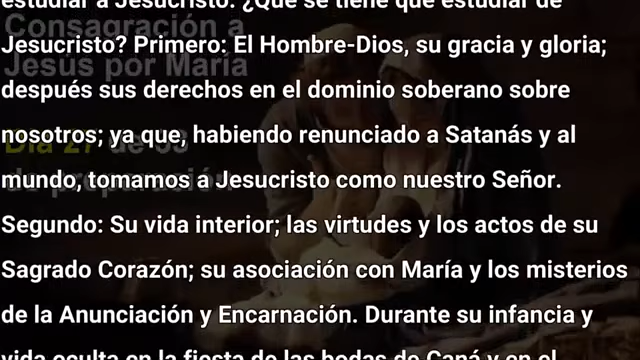 estudiar a Jesucristo. ¿Qué se tiene que estudiar de
Consagración a
Jesucristo? Primero: El Hombre-Dios, su gracia y gloria;
Jesús por María
después sus derechos en el dominio soberano sobre
nosotros; ya que, habiendo renunciado a Satanás y al
Día 27 de 33
mundo, tomamos a Jesucristo como nuestro Señor.
de preparación
Segundo: Su vida interior; las virtudes y los actos de su
Sagrado Corazón; su asociación con María y los misterios
de la Anunciación y Encarnación. Durante su infancia y
vida oculta en la fiesta de las bodas de Caná y en el